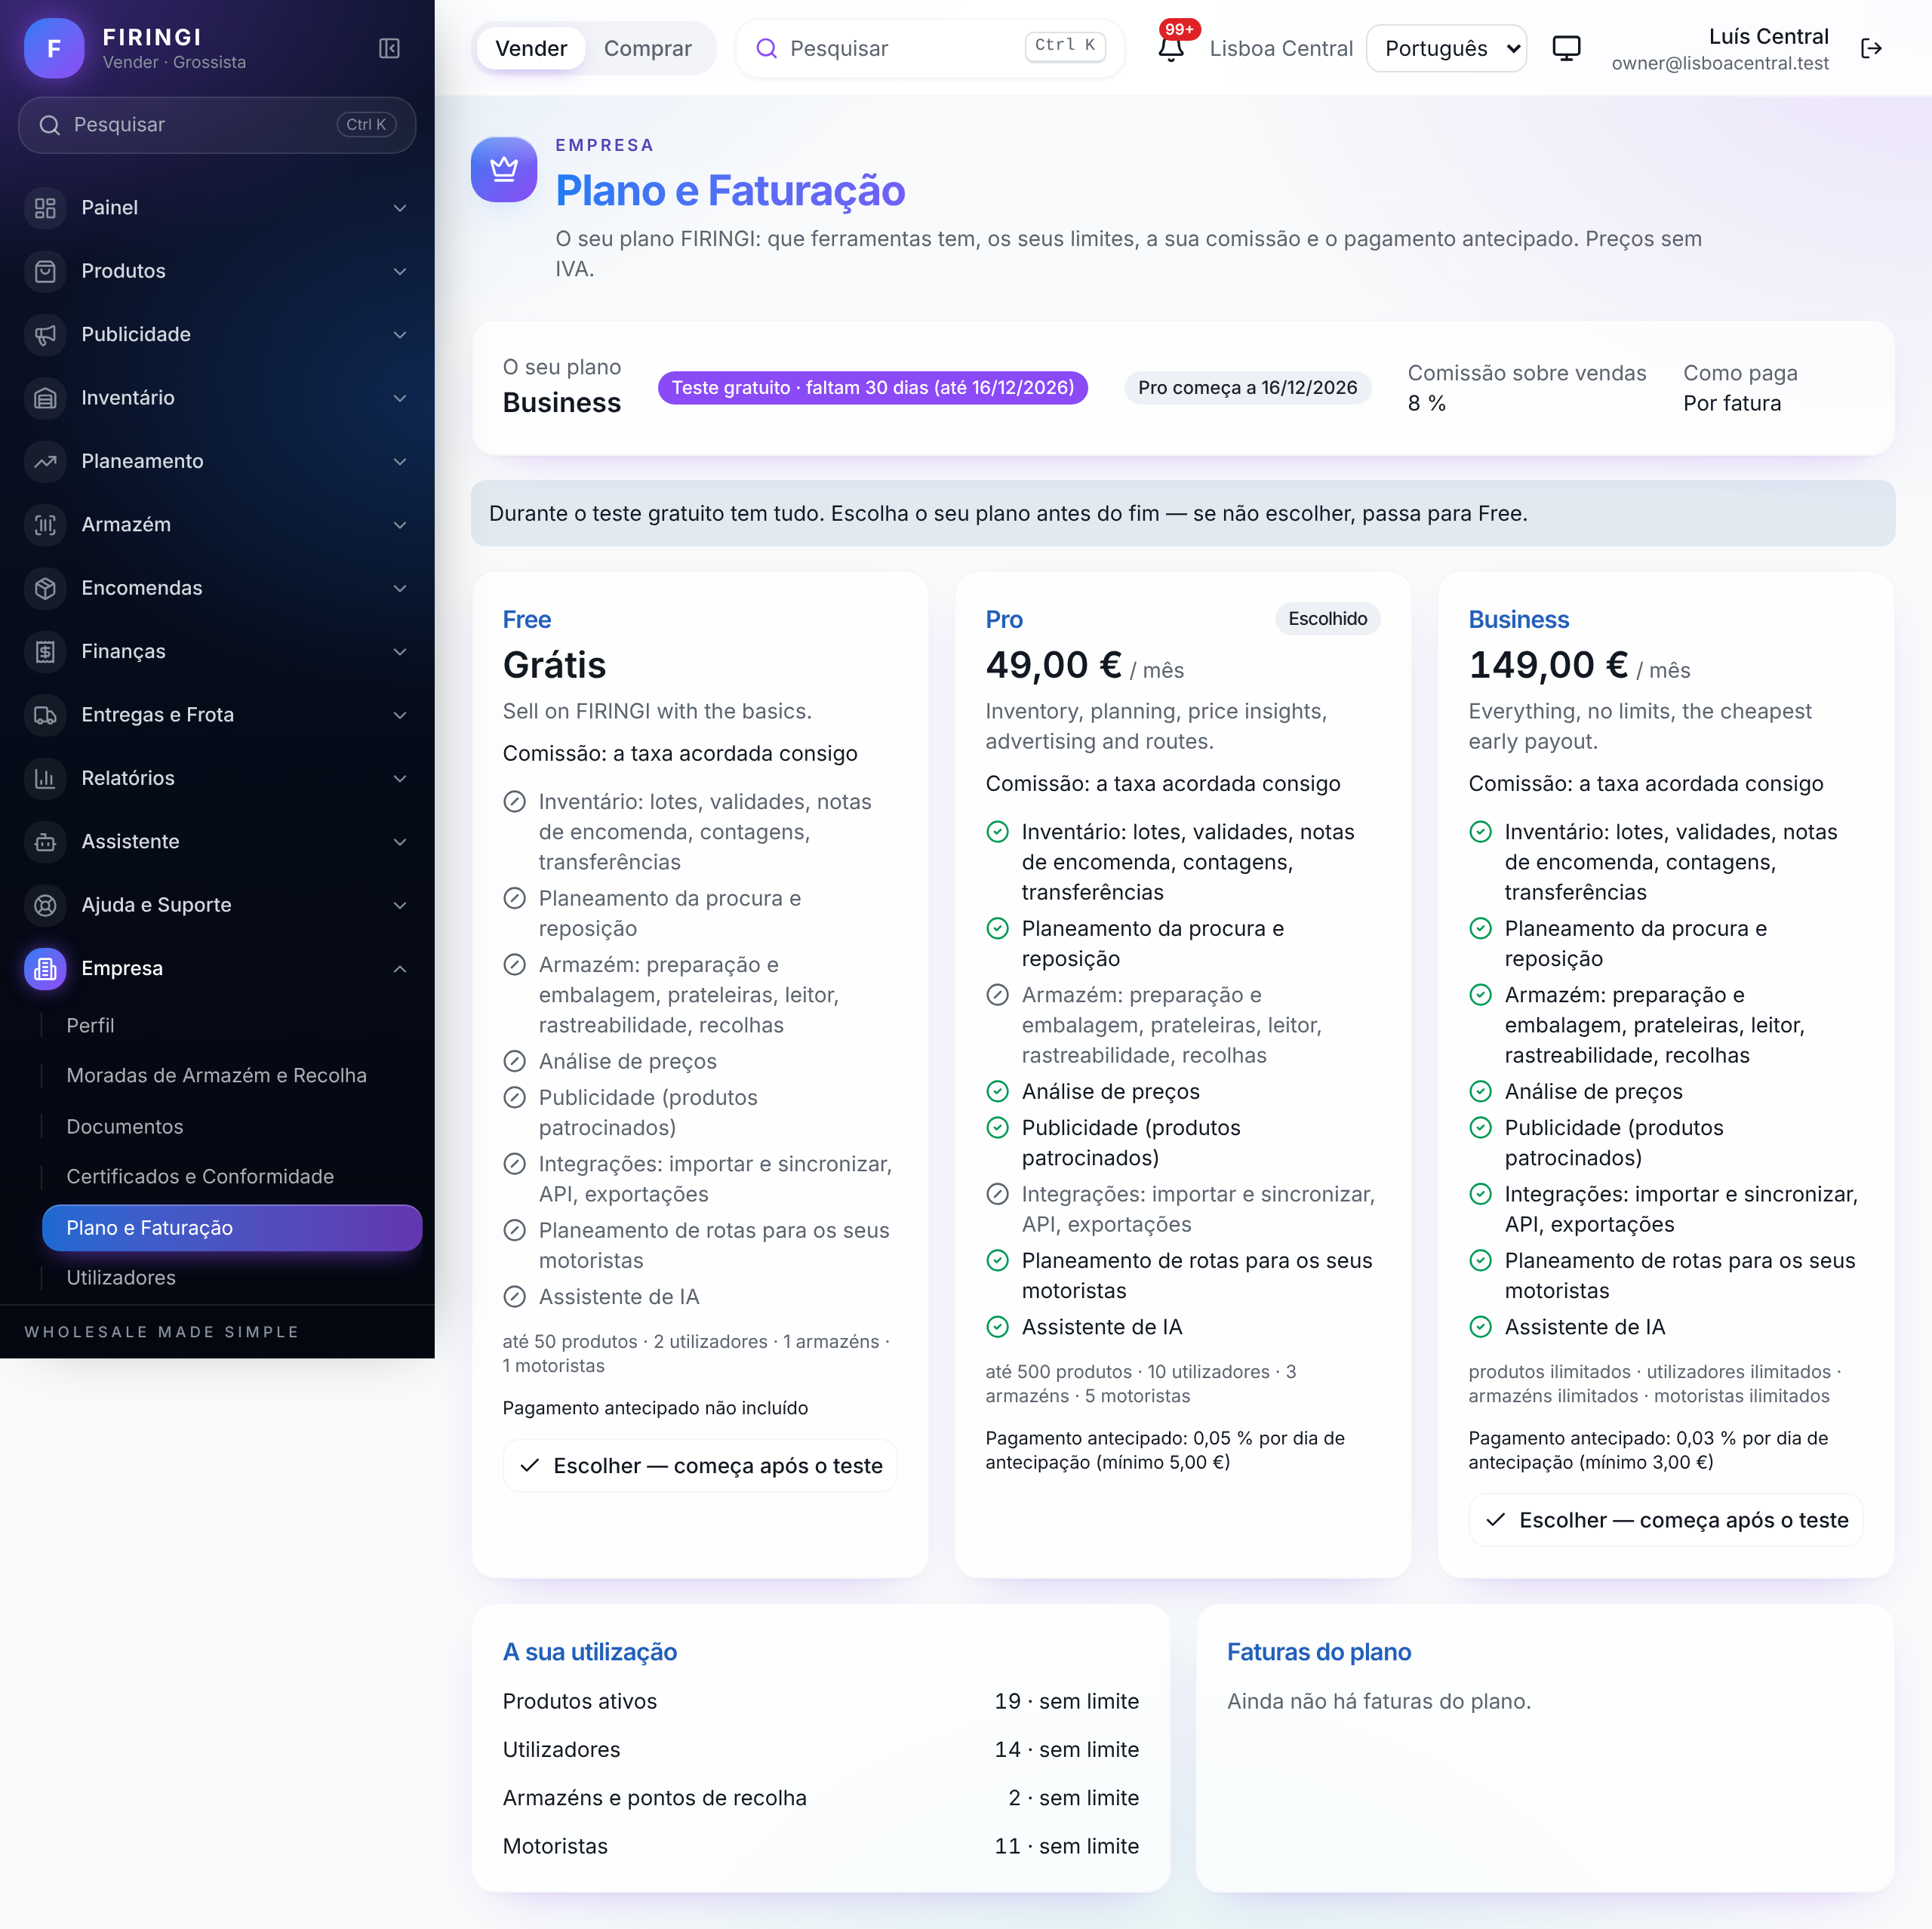 F
FIRINGI
Vender · Grossista
Pesquisar
Ctrl K
Painel
Produtos
Publicidade
Inventário
Planeamento
Armazém
Encomendas
Finanças
Entregas e Frota
Relatórios
Assistente
Ajuda e Suporte
Empresa
Perfil
Moradas de Armazém e Recolha
Documentos
Certificados e Conformidade
Plano e Faturação
Utilizadores
WHOLESALE MADE SIMPLE
Vender
Comprar
Pesquisar
Ctrl K
99+
Lisboa Central
Português
Luís Central
owner@lisboacentral.test
EMPRESA
Plano e Faturação
O seu plano FIRINGI: que ferramentas tem, os seus limites, a sua comissão e o pagamento antecipado. Preços sem
IVA.
O seu plano
Business
Teste gratuito · faltam 30 dias (até 16/12/2026)
Pro começa a 16/12/2026
Comissão sobre vendas
8 %
Como paga
Por fatura
Durante o teste gratuito tem tudo. Escolha o seu plano antes do fim — se não escolher, passa para Free.
Free
Grátis
Sell on FIRINGI with the basics.
Comissão: a taxa acordada consigo
Inventário: lotes, validades, notas
de encomenda, contagens,
transferências
Planeamento da procura e
reposição
Armazém: preparação e
embalagem, prateleiras, leitor,
rastreabilidade, recolhas
Análise de preços
Publicidade (produtos
patrocinados)
Integrações: importar e sincronizar,
API, exportações
Planeamento de rotas para os seus
motoristas
Assistente de IA
até 50 produtos · 2 utilizadores · 1 armazéns ·
1 motoristas
Pagamento antecipado não incluído
Escolher — começa após o teste
Pro
Escolhido
49,00 € / mês
Inventory, planning, price insights,
advertising and routes.
Comissão: a taxa acordada consigo
Inventário: lotes, validades, notas
de encomenda, contagens,
transferências
Planeamento da procura e
reposição
Armazém: preparação e
embalagem, prateleiras, leitor,
rastreabilidade, recolhas
Análise de preços
Publicidade (produtos
patrocinados)
Integrações: importar e sincronizar,
API, exportações
Planeamento de rotas para os seus
motoristas
Assistente de IA
até 500 produtos · 10 utilizadores · 3
armazéns · 5 motoristas
Pagamento antecipado: 0,05 % por dia de
antecipação (mínimo 5,00 €)
Business
149,00 € / mês
Everything, no limits, the cheapest
early payout.
Comissão: a taxa acordada consigo
Inventário: lotes, validades, notas
de encomenda, contagens,
transferências
Planeamento da procura e
reposição
Armazém: preparação e
embalagem, prateleiras, leitor,
rastreabilidade, recolhas
Análise de preços
Publicidade (produtos
patrocinados)
Integrações: importar e sincronizar,
API, exportações
Planeamento de rotas para os seus
motoristas
Assistente de IA
produtos ilimitados · utilizadores ilimitados ·
armazéns ilimitados · motoristas ilimitados
Pagamento antecipado: 0,03 % por dia de
antecipação (mínimo 3,00 €)
Escolher — começa após o teste
A sua utilização
Produtos ativos 19 · sem limite
Utilizadores 14 · sem limite
Armazéns e pontos de recolha 2 · sem limite
Motoristas 11 · sem limite
Faturas do plano
Ainda não há faturas do plano.